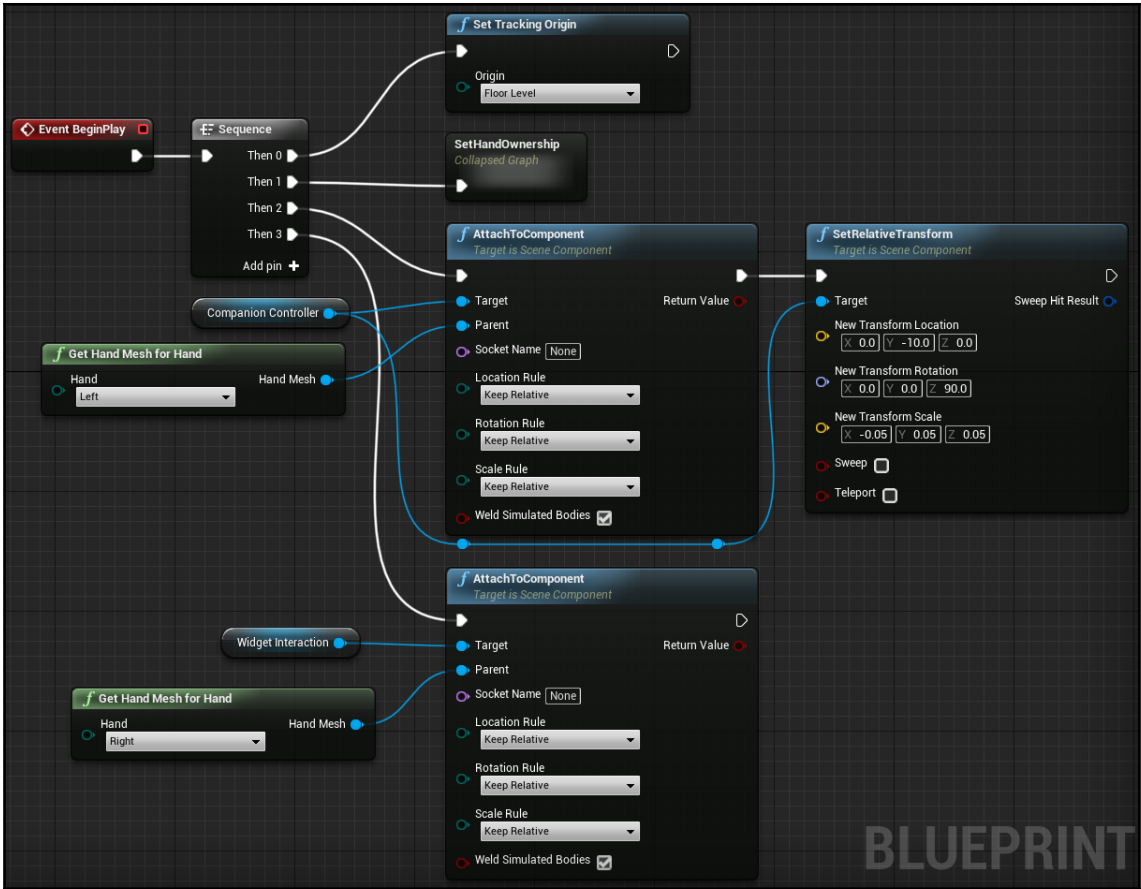 Set Tracking Origin
Origin
Floor Level
Event BeginPlay
Sequence
Then 0
Then 1
Then 2
Then 3
Add pin
SetHandOwnership
Collapsed Graph
AttachToComponent
Target is Scene Component
Target
Return Value
Parent
Socket Name None
Location Rule
Keep Relative
Rotation Rule
Keep Relative
Scale Rule
Keep Relative
Weld Simulated Bodies
SetRelativeTransform
Target is Scene Component
Target
Sweep Hit Result
New Transform Location
X 0.0 Y -10.0 Z 0.0
New Transform Rotation
X 0.0 Y 0.0 Z 90.0
New Transform Scale
X -0.05 Y 0.05 Z 0.05
Sweep
Teleport
Companion Controller
f Get Hand Mesh for Hand
Hand
Hand Mesh
Left
AttachToComponent
Target is Scene Component
Target
Return Value
Parent
Socket Name None
Location Rule
Keep Relative
Rotation Rule
Keep Relative
Scale Rule
Keep Relative
Weld Simulated Bodies
Widget Interaction
f Get Hand Mesh for Hand
Hand
Hand Mesh
Right
BLUEPRINT